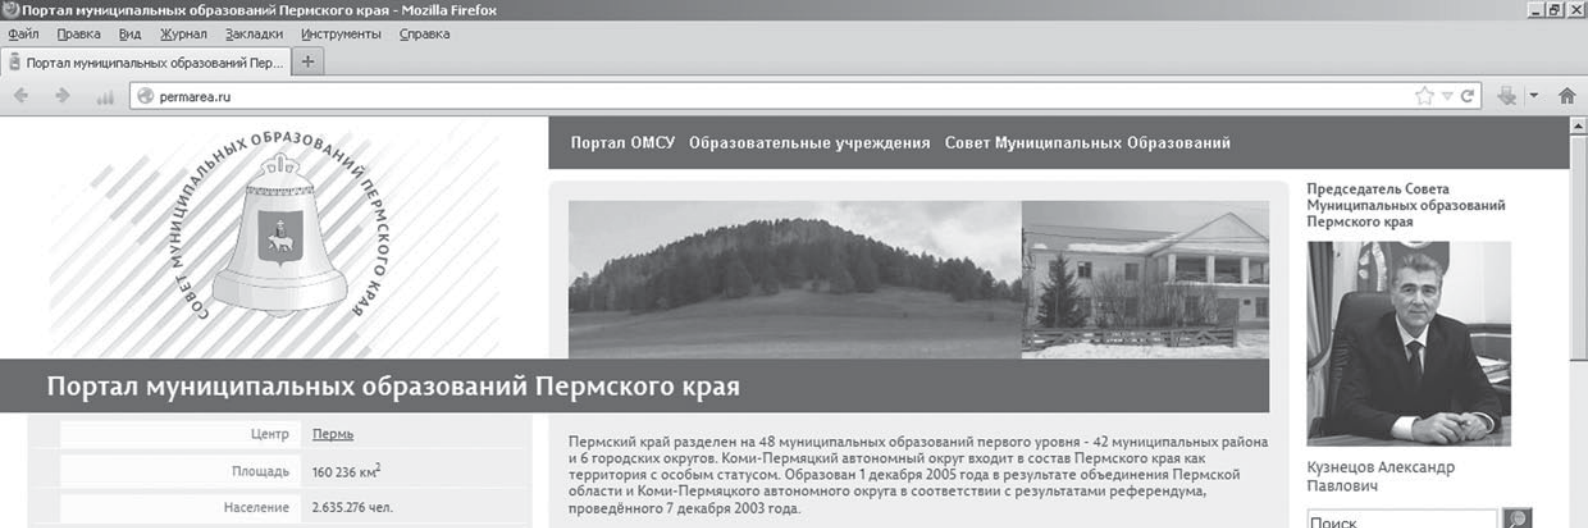 Портал муниципальных образований Пермского края - Mozilla Firefox
Файл Правка Вид Журнал Закладки Инструменты Справка
Портал муниципальных образований Пер...
permarea.ru
СОВЕТ МУНИЦИПАЛЬНЫХ ОБРАЗОВАНИЙ ПЕРМСКОГО КРАЯ
Портал ОМСУ Образовательные учреждения Совет Муниципальных Образований
Портал муниципальных образований Пермского края
Центр Пермь
Площадь 160 236 км²
Население 2.635.276 чел.
Пермский край разделен на 48 муниципальных образований первого уровня - 42 муниципальных района
и 6 городских округов. Коми-Пермяцкий автономный округ входит в состав Пермского края как
территория с особым статусом. Образован 1 декабря 2005 года в результате объединения Пермской
области и Коми-Пермяцкого автономного округа в соответствии с результатами референдума,
проведённого 7 декабря 2003 года.
Председатель Совета
Муниципальных образований
Пермского края
Кузнецов Александр
Павлович
Поиск